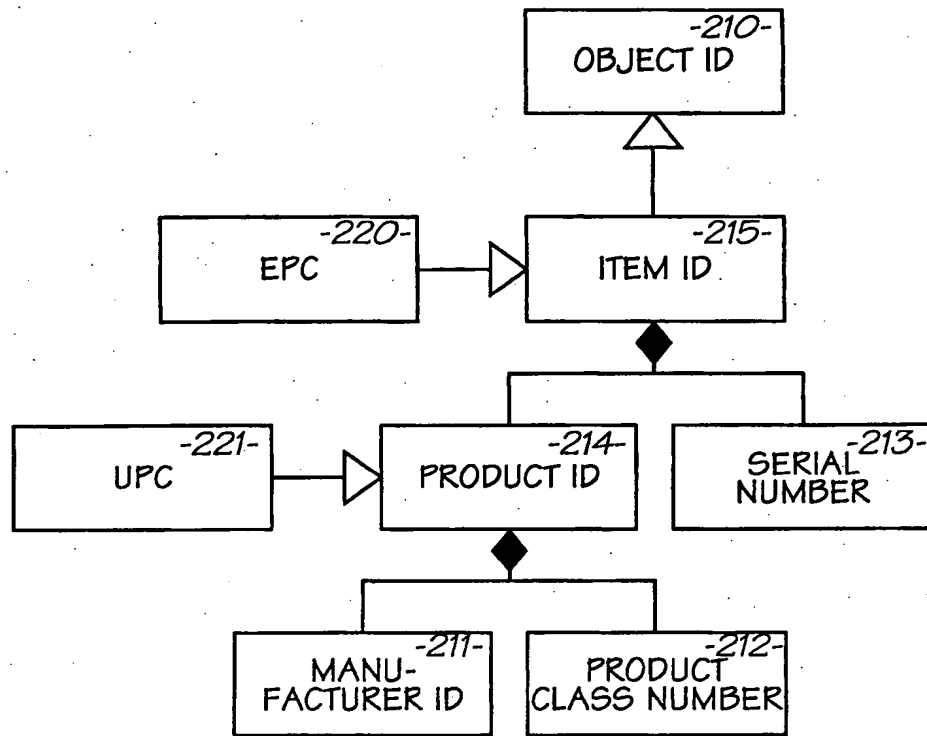 -210-
OBJECT ID
-220-
EPC
-215-
ITEM ID
-221-
UPC
-214-
PRODUCT ID
-213-
SERIAL
NUMBER
-211-
MANU-
FACTURER ID
-212-
PRODUCT
CLASS NUMBER